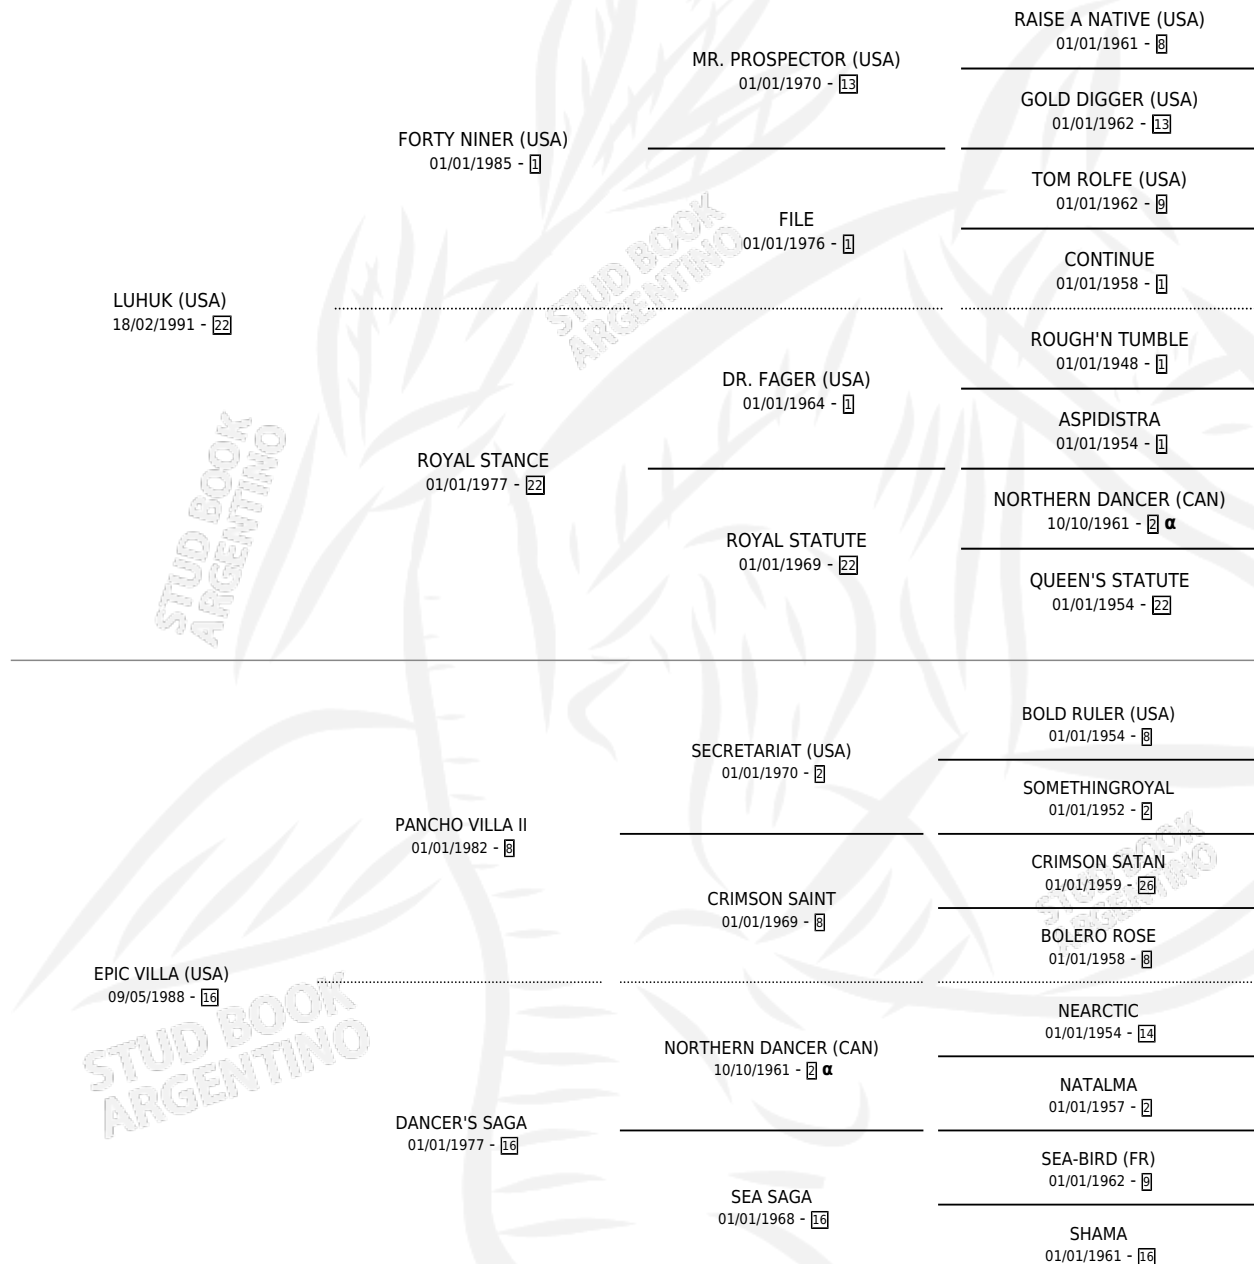 RAISE A NATIVE (USA)
01/01/1961 - 8
MR. PROSPECTOR (USA)
01/01/1970 - 13
GOLD DIGGER (USA)
01/01/1962 - 13
FORTY NINER (USA)
01/01/1985 - 1
TOM ROLFE (USA)
01/01/1962 - 9
FILE
01/01/1976 - 1
CONTINUE
01/01/1958 - 1
LUHUK (USA)
18/02/1991 - 22
STUD BOOK
ARGENTINO
ROUGH'N TUMBLE
01/01/1948 - 1
DR. FAGER (USA)
01/01/1964 - 1
ASPIDISTRA
01/01/1954 - 1
ROYAL STANCE
01/01/1977 - 22
STUD BOOK
ARGENTINO
NORTHERN DANCER (CAN)
10/10/1961 - 2 α
ROYAL STATUTE
01/01/1969 - 22
QUEEN'S STATUTE
01/01/1954 - 22
BOLD RULER (USA)
01/01/1954 - 8
SECRETARIAT (USA)
01/01/1970 - 2
SOMETHINGROYAL
01/01/1952 - 2
PANCHO VILLA II
01/01/1982 - 8
STUD BOOK
ARGENTINO
CRIMSON SATAN
01/01/1959 - 26
CRIMSON SAINT
01/01/1969 - 8
BOLERO ROSE
01/01/1958 - 8
EPIC VILLA (USA)
09/05/1988 - 16
STUD BOOK
ARGENTINO
NEARCTIC
01/01/1954 - 14
NORTHERN DANCER (CAN)
10/10/1961 - 2 α
NATALMA
01/01/1957 - 2
DANCER'S SAGA
01/01/1977 - 16
SEA-BIRD (FR)
01/01/1962 - 9
SEA SAGA
01/01/1968 - 16
SHAMA
01/01/1961 - 16